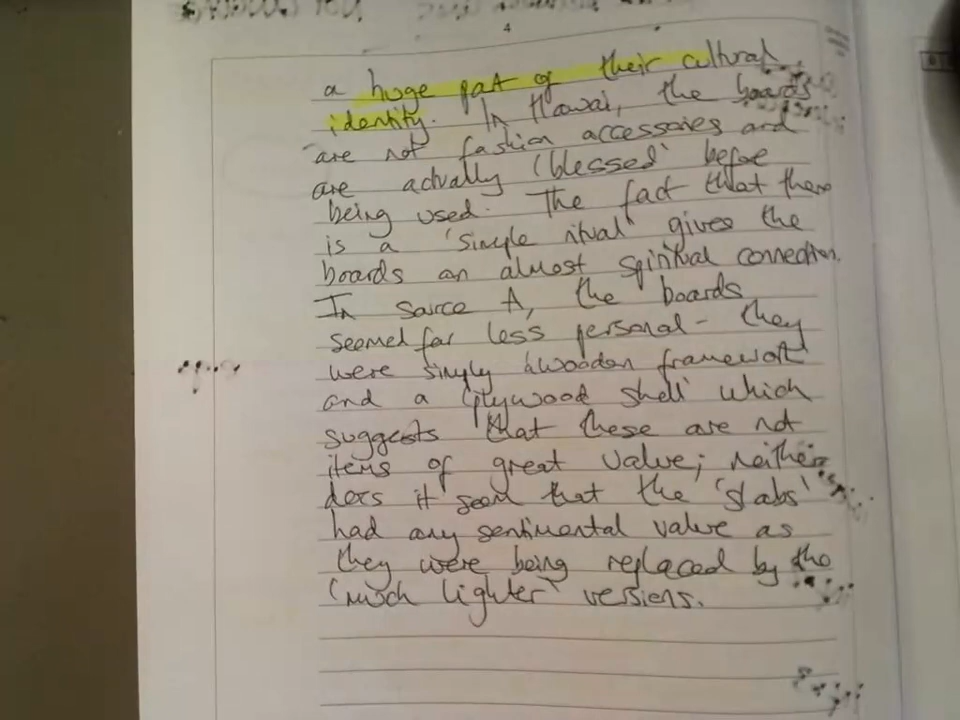 4
a huge part of their cultural
identity. In Hawai, the boards
are not fashion accessories and
are actually 'blessed' before
being used. The fact that there
is a 'simple ritual' gives the
boards an almost spiritual connection.
In source A, the boards
seemed far less personal - they
were simply 'wooden framework'
and a 'plywood shell' which
suggests that these are not
items of great value; neither
does it seem that the 'slabs'
had any sentimental value as
they were being replaced by the
'much lighter' versions.